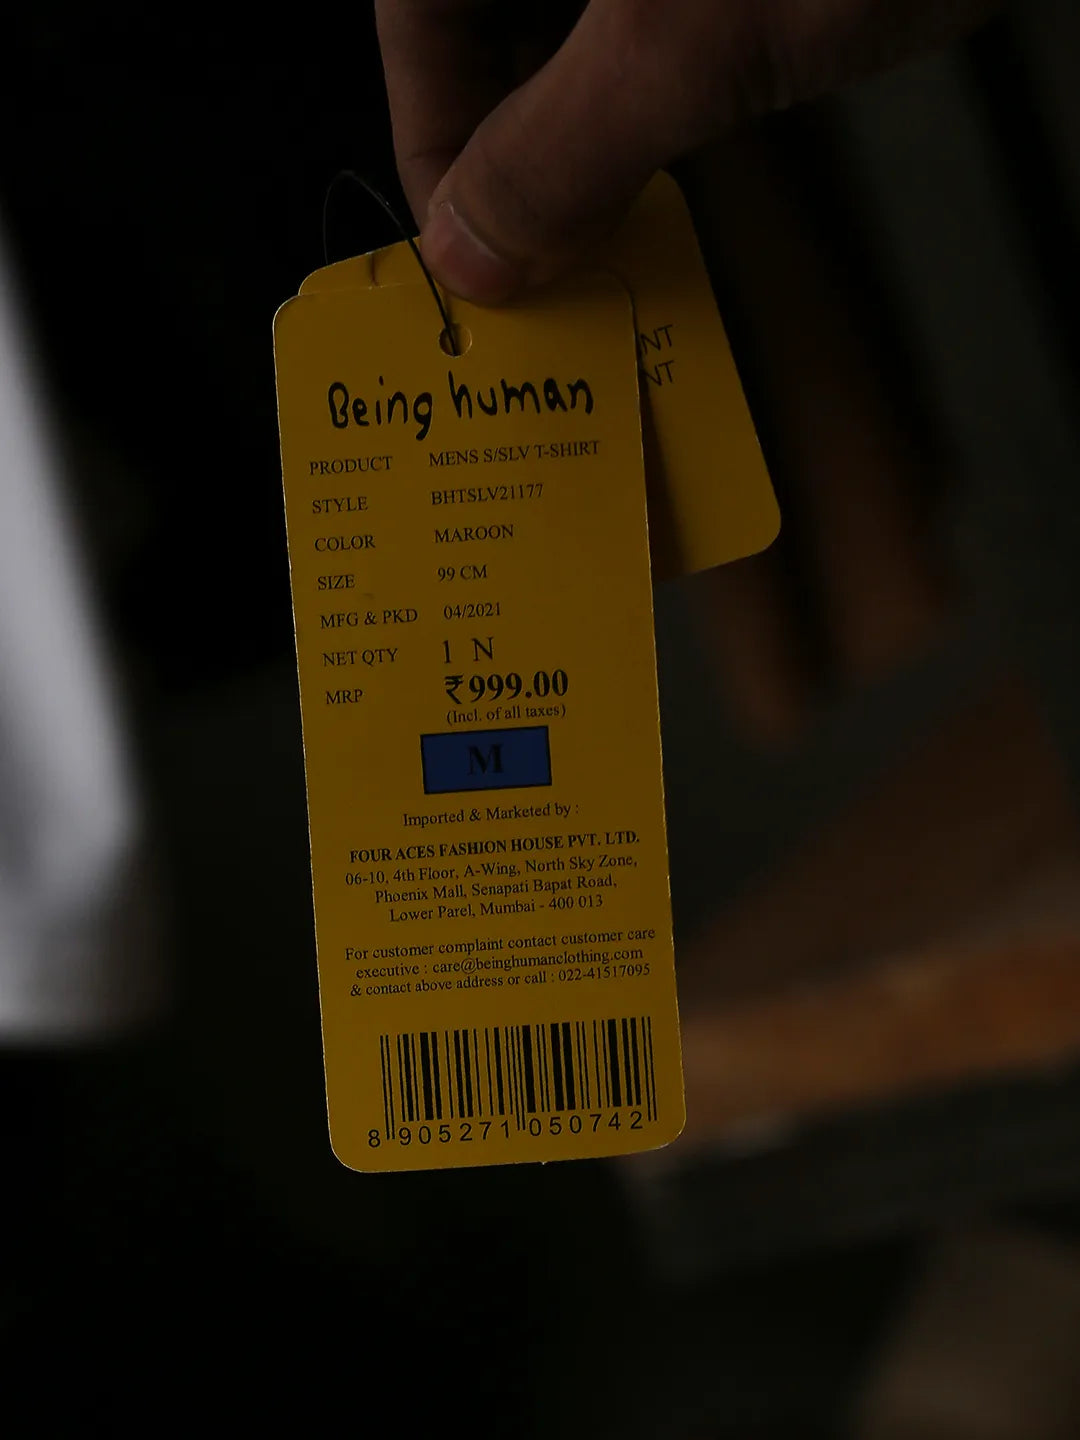 Being human
PRODUCT MENS S/SLV T-SHIRT
STYLE BHTSLV21177
COLOR MAROON
SIZE 99 CM
MFG & PKD 04/2021
NET QTY 1 N
MRP ₹999.00
(Incl. of all taxes)
M
Imported & Marketed by :
FOUR ACES FASHION HOUSE PVT. LTD.
06-10, 4th Floor, A-Wing, North Sky Zone,
Phoenix Mall, Senapati Bapat Road,
Lower Parel, Mumbai - 400 013
For customer complaint contact customer care
executive : care@beinghumanclothing.com
& contact above address or call : 022-41517095
8 905271 050742